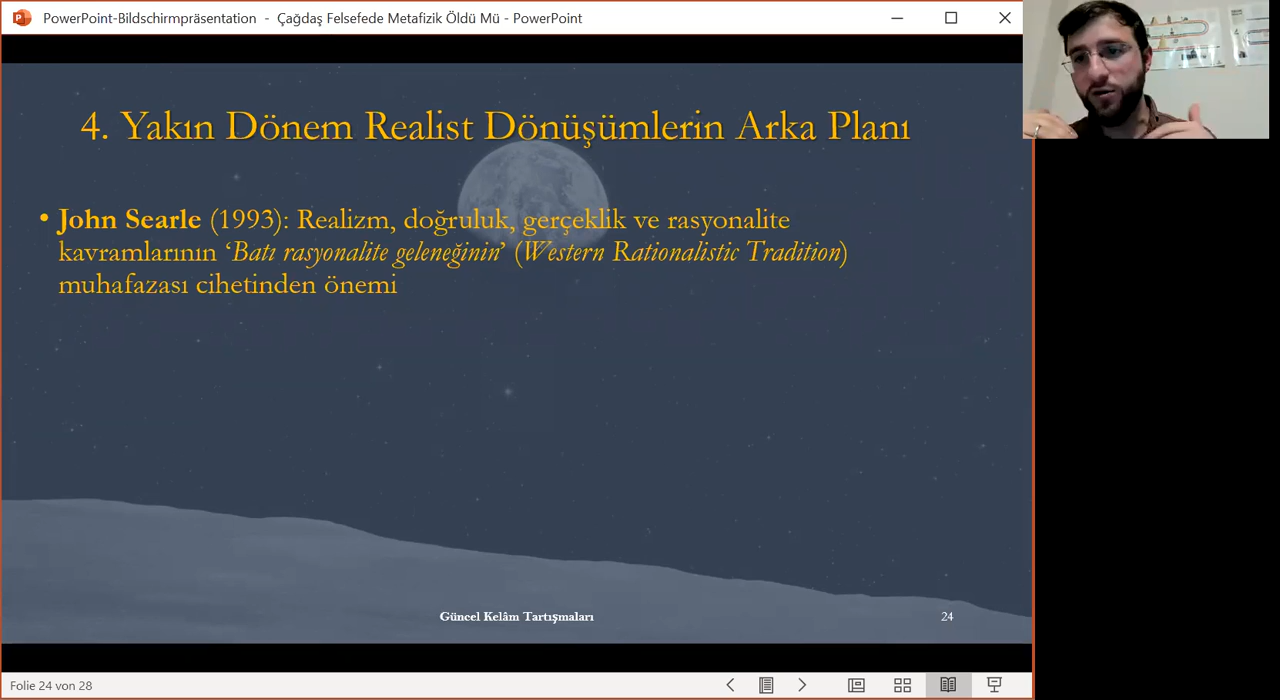 PowerPoint-Bildschirmpräsentation - Çağdaş Felsefede Metafizik Öldü Mü - PowerPoint
4. Yakın Dönem Realist Dönüşümlerin Arka Planı
• John Searle (1993): Realizm, doğruluk, gerçeklik ve rasyonalite
kavramlarının ‘Batı rasyonalite geleneğinin’ (Western Rationalistic Tradition)
muhafazası cihetinden önemi
Güncel Kelâm Tartışmaları
24
Folie 24 von 28